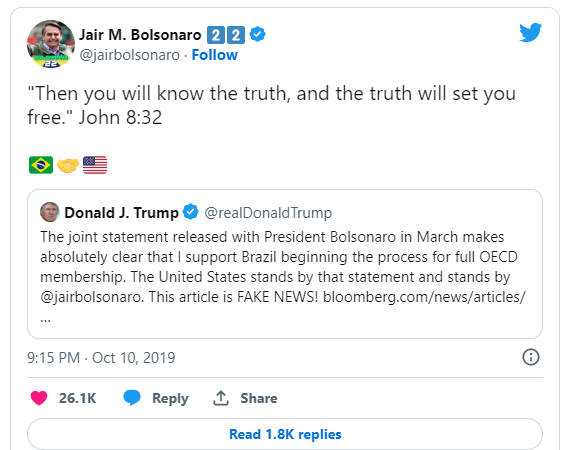 Jair M. Bolsonaro 2️⃣2️⃣
@jairbolsonaro · Follow
"Then you will know the truth, and the truth will set you
free." John 8:32
🇧🇷🤝🇺🇸
Donald J. Trump @realDonaldTrump
The joint statement released with President Bolsonaro in March makes
absolutely clear that I support Brazil beginning the process for full OECD
membership. The United States stands by that statement and stands by
@jairbolsonaro. This article is FAKE NEWS! bloomberg.com/news/articles/
…
9:15 PM · Oct 10, 2019
26.1K Reply Share
Read 1.8K replies